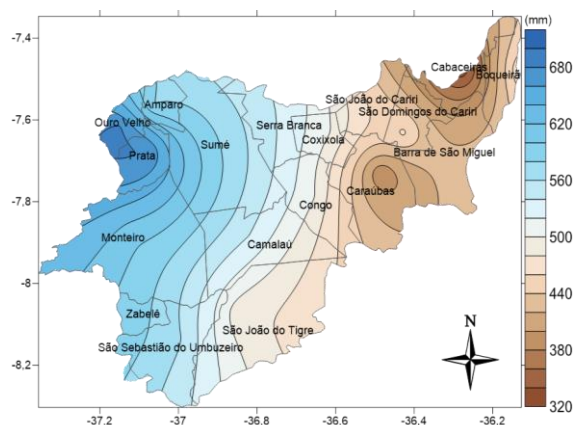 (mm)
-7.4
-7.6
-7.8
-8
-8.2
Cabaceiras
Boqueirã
São João do Cariri
São Domingos do Cariri
Amparo
Ouro Velho
Serra Branca
Sumé
Coxixola
Prata
Barra de São Miguel
Caraúbas
Congo
Monteiro
Camalaú
Zabelê
São João do Tigre
São Sebastião do Umbuzeiro
N
680
620
560
500
440
380
320
-37.2
-37
-36.8
-36.6
-36.4
-36.2